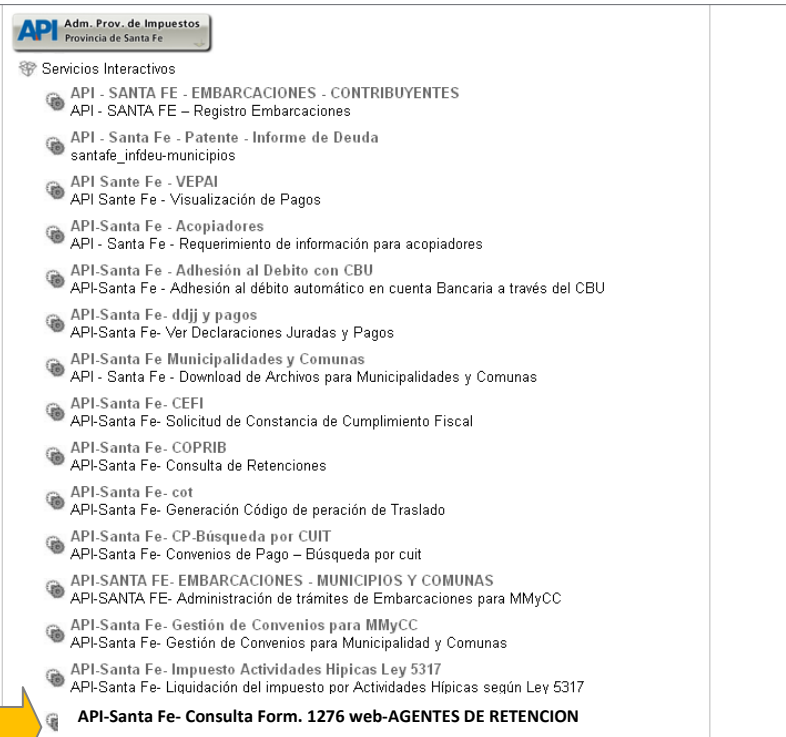 API Adm. Prov. de Impuestos
Provincia de Santa Fe
Servicios Interactivos
API - SANTA FE - EMBARCACIONES - CONTRIBUYENTES
API - SANTA FE – Registro Embarcaciones
API - Santa Fe - Patente - Informe de Deuda
santafe_infdeu-municipios
API Sante Fe - VEPAI
API Sante Fe - Visualización de Pagos
API-Santa Fe - Acopiadores
API - Santa Fe - Requerimiento de información para acopiadores
API-Santa Fe - Adhesión al Debito con CBU
API-Santa Fe - Adhesión al débito automático en cuenta Bancaria a través del CBU
API-Santa Fe- ddjj y pagos
API-Santa Fe- Ver Declaraciones Juradas y Pagos
API-Santa Fe Municipalidades y Comunas
API - Santa Fe - Download de Archivos para Municipalidades y Comunas
API-Santa Fe- CEFI
API-Santa Fe- Solicitud de Constancia de Cumplimiento Fiscal
API-Santa Fe- COPRIB
API-Santa Fe- Consulta de Retenciones
API-Santa Fe- cot
API-Santa Fe- Generación Código de peración de Traslado
API-Santa Fe- CP-Búsqueda por CUIT
API-Santa Fe- Convenios de Pago – Búsqueda por cuit
API-SANTA FE- EMBARCACIONES - MUNICIPIOS Y COMUNAS
API-SANTA FE- Administración de trámites de Embarcaciones para MMyCC
API-Santa Fe- Gestión de Convenios para MMyCC
API-Santa Fe- Gestión de Convenios para Municipalidad y Comunas
API-Santa Fe- Impuesto Actividades Hipicas Ley 5317
API-Santa Fe- Liquidación del impuesto por Actividades Hípicas según Ley 5317
API-Santa Fe- Consulta Form. 1276 web-AGENTES DE RETENCION